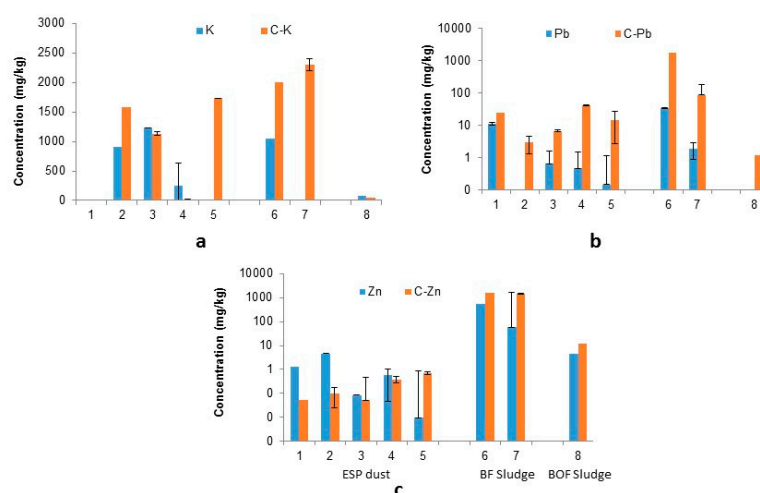 K C-K
Concentration (mg/kg)
3000
2500
2000
1500
1000
500
0
1 2 3 4 5 6 7 8
a
Pb C-Pb
Concentration (mg/kg)
10000
1000
100
10
1
0
1 2 3 4 5 6 7 8
b
Zn C-Zn
Concentration (mg/kg)
10000
1000
100
10
1
0
0
0
1 2 3 4 5 6 7 8
ESP dust BF Sludge BOF Sludge
c